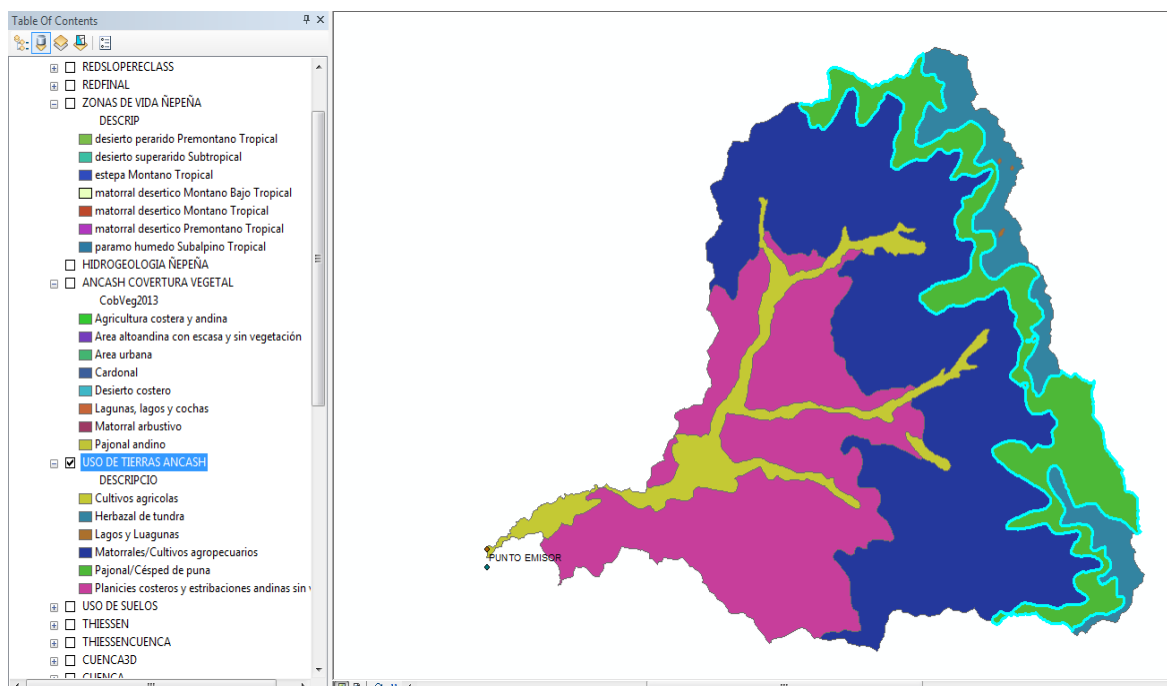 Table Of Contents
REDSLOPERECLASS
REDFINAL
ZONAS DE VIDA ÑEPEÑA
DESCRIP
desierto perarido Premontano Tropical
desierto superarido Subtropical
estepa Montano Tropical
matorral desertico Montano Bajo Tropical
matorral desertico Montano Tropical
matorral desertico Premontano Tropical
paramo humedo Subalpino Tropical
HIDROGEOLOGIA ÑEPEÑA
ANCASH COVERTURA VEGETAL
CobVeg2013
Agricultura costera y andina
Area altoandina con escasa y sin vegetación
Area urbana
Cardonal
Desierto costero
Lagunas, lagos y cochas
Matorral arbustivo
Pajonal andino
USO DE TIERRAS ANCASH
DESCRIPCIO
Cultivos agricolas
Herbazal de tundra
Lagos y Luagunas
Matorrales/Cultivos agropecuarios
Pajonal/Césped de puna
Planicies costeros y estribaciones andinas sin
USO DE SUELOS
THIESSEN
THIESSENCUENCA
CUENCA3D
CUENCA
PUNTO EMISOR